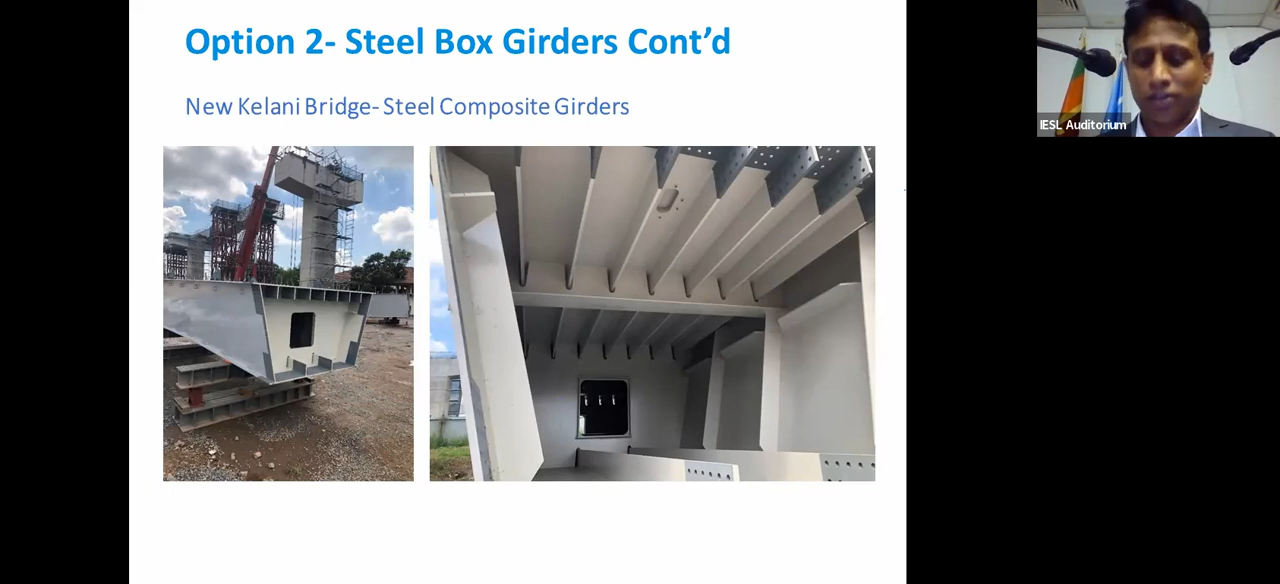 Option 2- Steel Box Girders Cont’d
New Kelani Bridge- Steel Composite Girders
IESL Auditorium